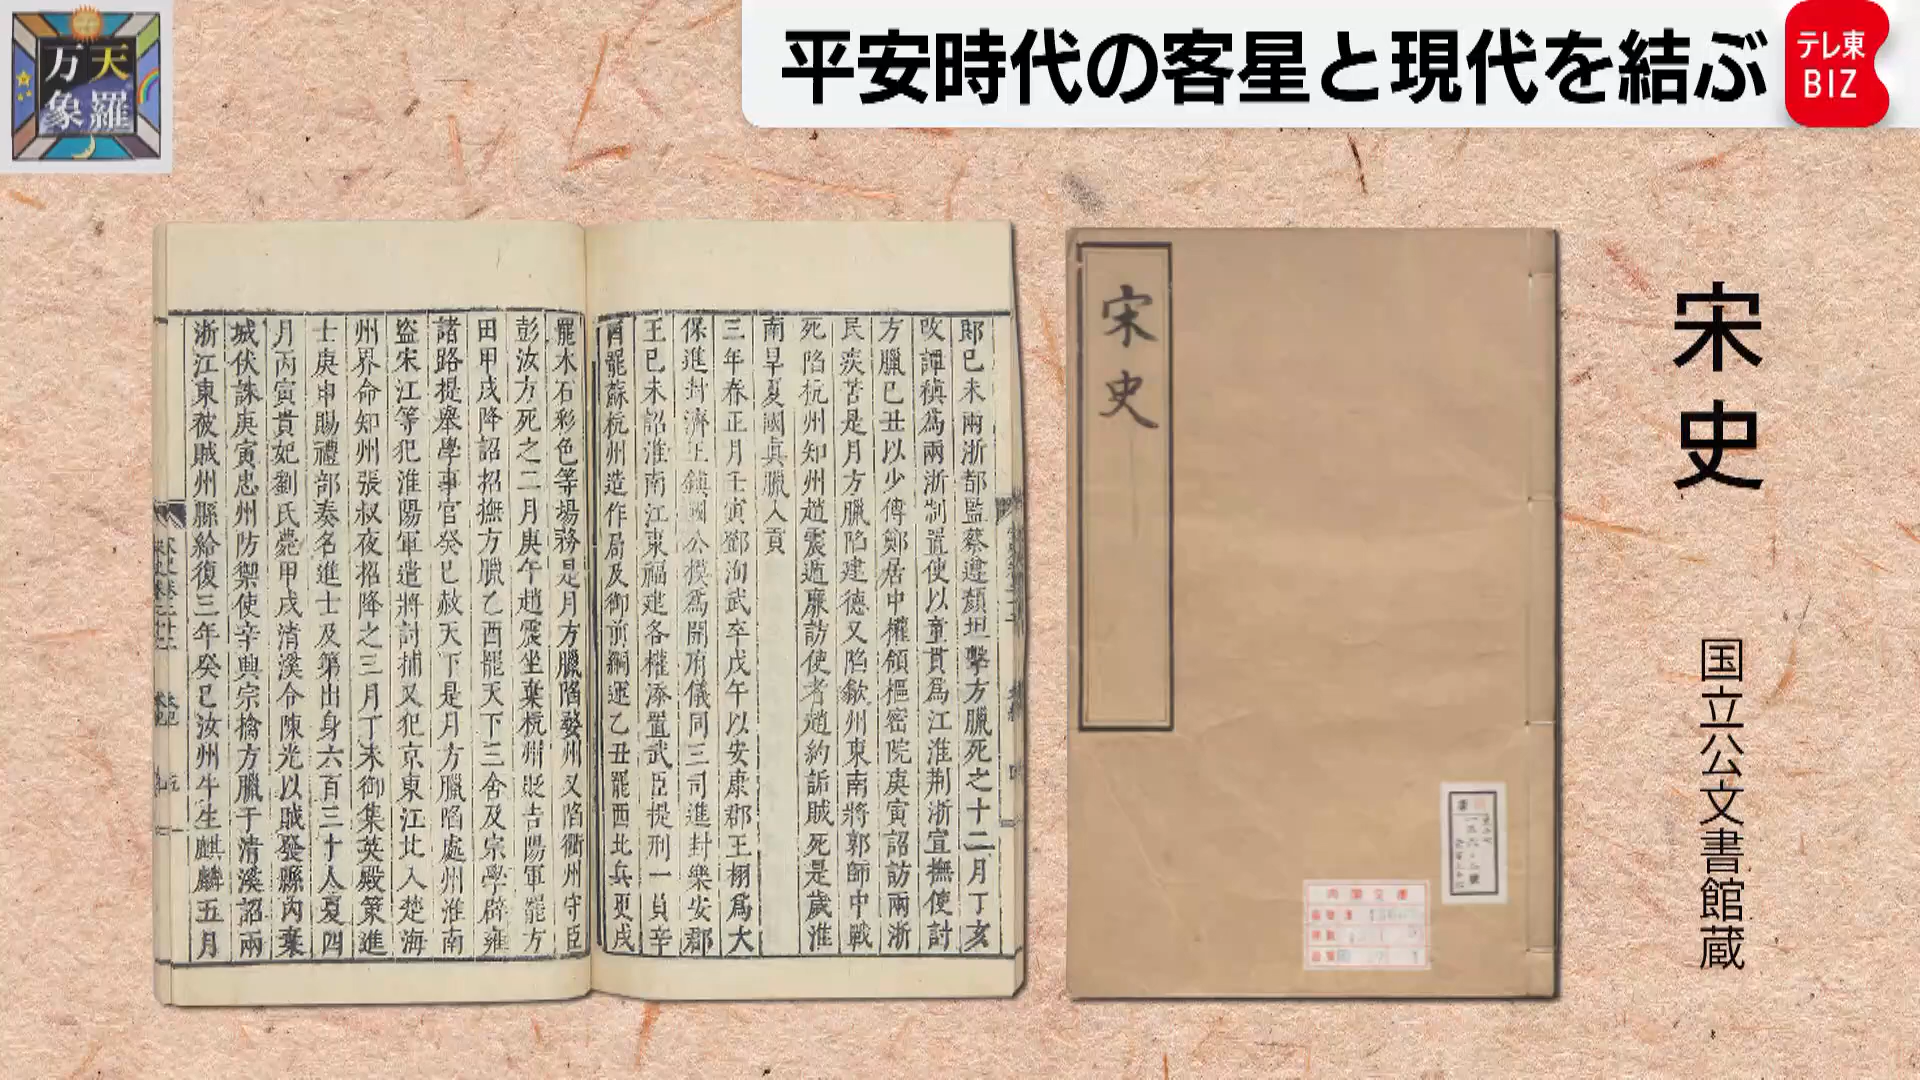 天羅
万象
平安時代の客星と現代を結ぶ
テレ東
BIZ
郎已未兩浙都監蔡遵顏坦擊方臘死之十二月丁亥
改譚稹爲兩浙制置使以童貫爲江淮荆浙宣撫使討
方臘已丑以少傅鄭居中權領樞密院庚寅詔訪兩浙
民疾苦是月方臘陷建德又陷歙州東南將郭師中戰
死陷杭州知州趙震遁廉訪使者趙約詬賊死是歲淮
南旱夏國眞臘入貢
三年春正月壬寅鄧洵武卒戊午以安康郡王栩爲大
保進封濟王鎮國公模爲開府儀同三司進封樂安郡
王已未詔淮南江東福建各權添置武臣提刑一員辛
酉罷蘇杭州造作局及御前綱運乙丑罷西北兵更戍
罷木石彩色等場務是月方臘陷婺州又陷衢州守臣
彭汝方死之二月庚午趙震坐棄杭州貶吉陽軍罷方
田甲戌降詔招撫方臘乙酉罷天下三舍及宗學辟雍
諸路提舉學事官癸巳赦天下是月方臘陷處州淮南
盜宋江等犯淮陽軍遣將討捕又犯京東江北入楚海
州界命知州張叔夜招降之三月丁未御集英殿策進
士庚申賜禮部奏名進士及第出身六百三十人夏四
月丙寅貴妃劉氏薨甲戌清溪令陳光以賊發縣內棄
城伏誅庚寅忠州防禦使辛興宗擒方臘于清溪詔兩
浙江東被賊州縣給復三年癸巳汝州牛生麒麟五月
宋史
宋史
国立公文書館蔵